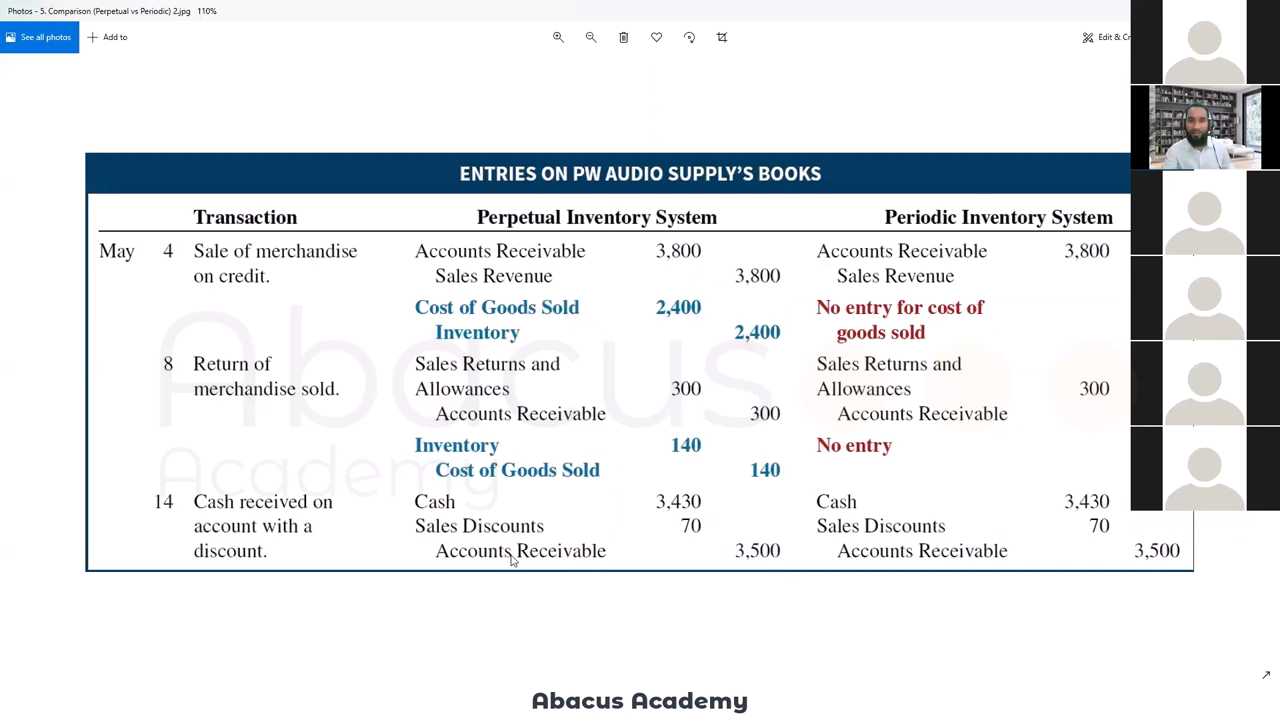 Photos - 5. Comparison (Perpetual vs Periodic) 2.jpg 110%
See all photos
Add to
Edit & Cr
ENTRIES ON PW AUDIO SUPPLY'S BOOKS
Transaction Perpetual Inventory System Periodic Inventory System
May 4 Sale of merchandise Accounts Receivable 3,800 Accounts Receivable 3,800
on credit. Sales Revenue 3,800 Sales Revenue
Cost of Goods Sold 2,400 No entry for cost of
Inventory 2,400 goods sold
8 Return of Sales Returns and Sales Returns and
merchandise sold. Allowances 300 Allowances 300
Accounts Receivable 300 Accounts Receivable
Inventory 140 No entry
Cost of Goods Sold 140
14 Cash received on Cash 3,430 Cash 3,430
account with a Sales Discounts 70 Sales Discounts 70
discount. Accounts Receivable 3,500 Accounts Receivable 3,500
Abacus
Academy
Abacus Academy